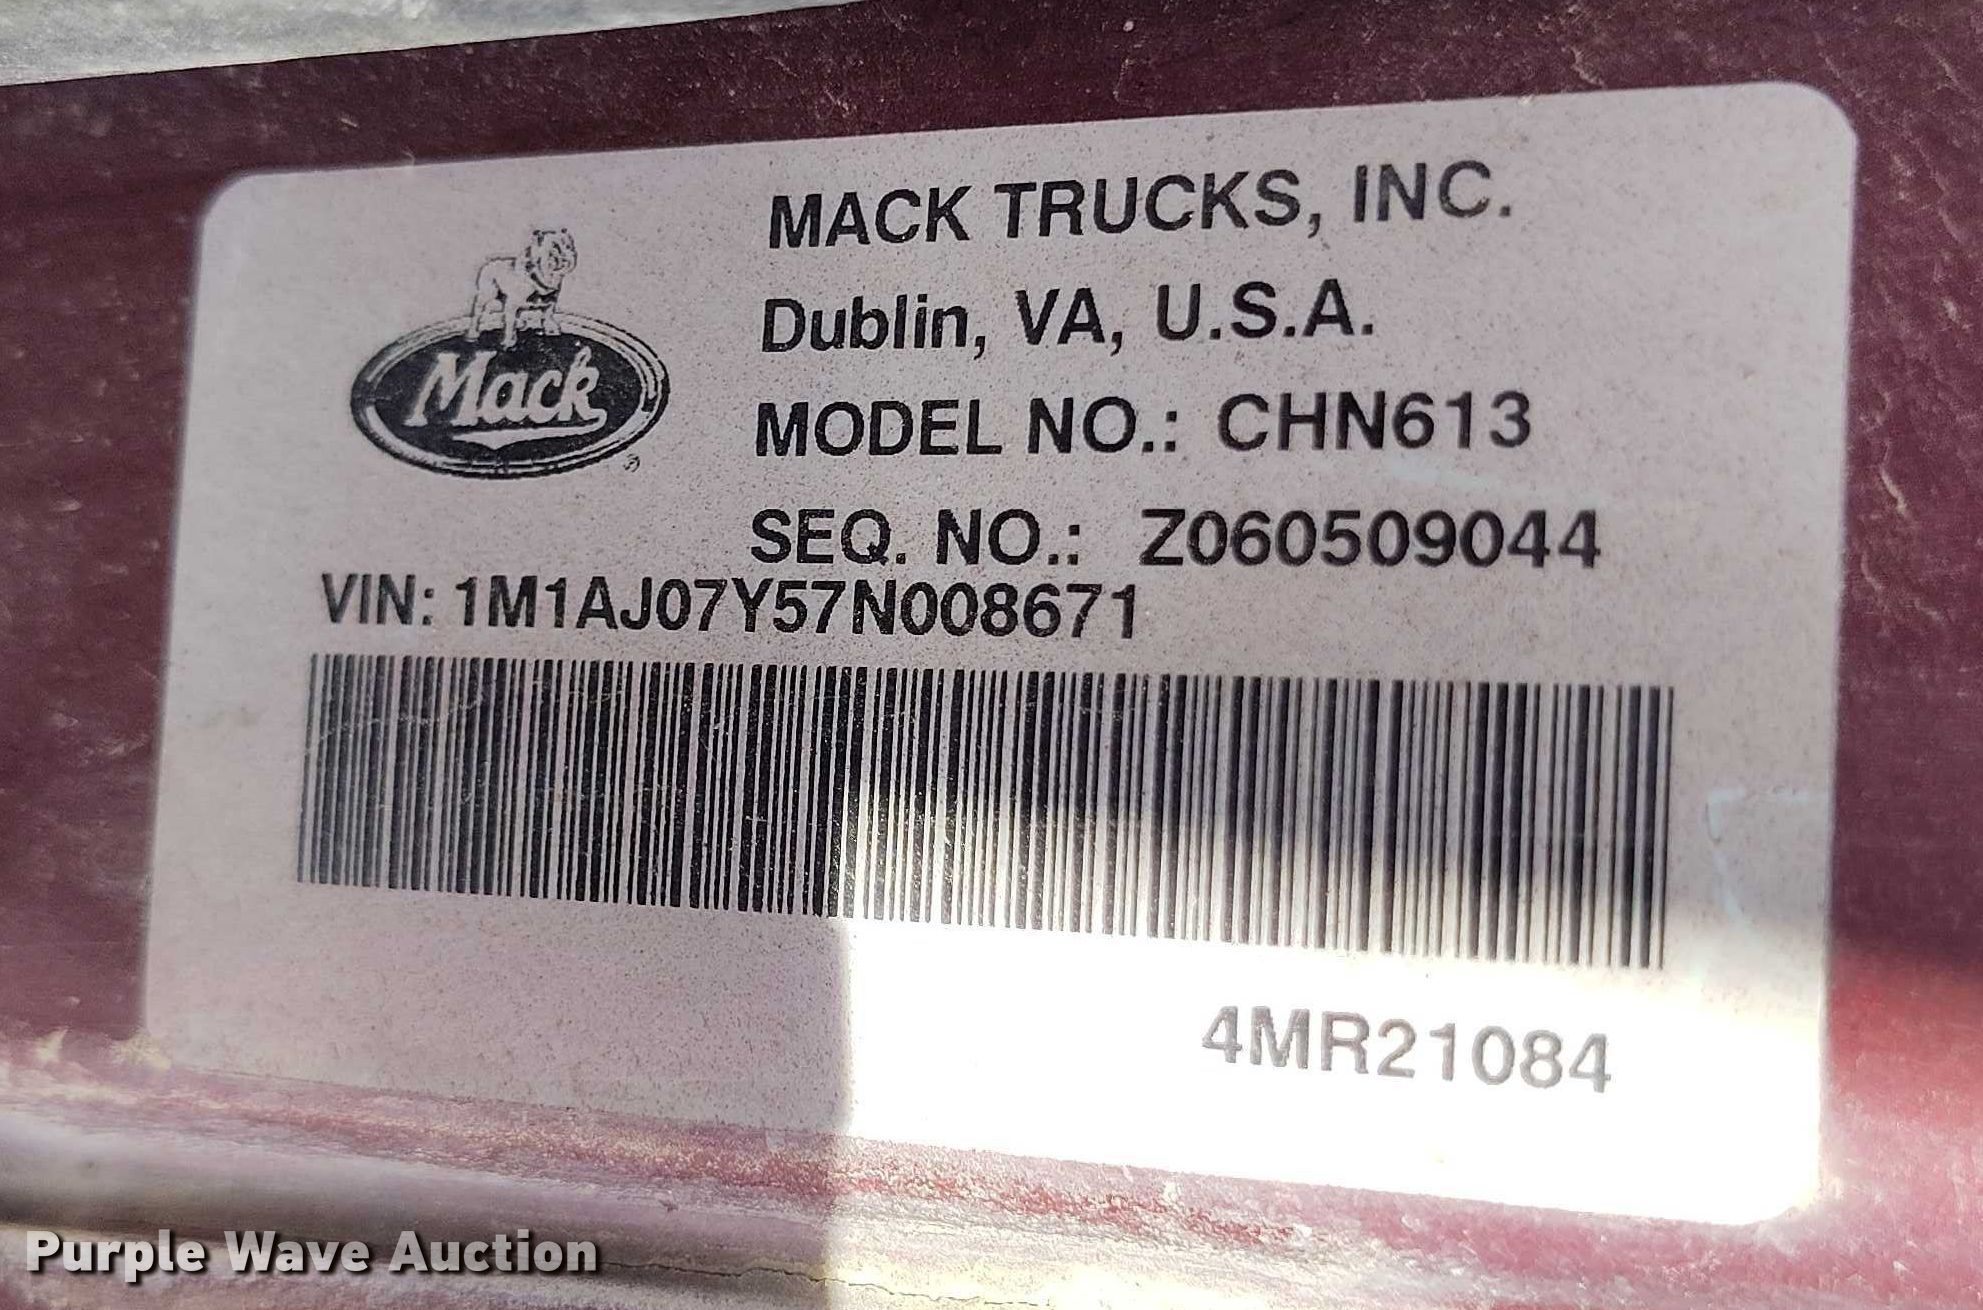 MACK TRUCKS, INC.
Dublin, VA, U.S.A.
Mack
®
MODEL NO.: CHN613
SEQ. NO.: Z060509044
VIN: 1M1AJ07Y57N008671
4MR21084
Purple Wave Auction